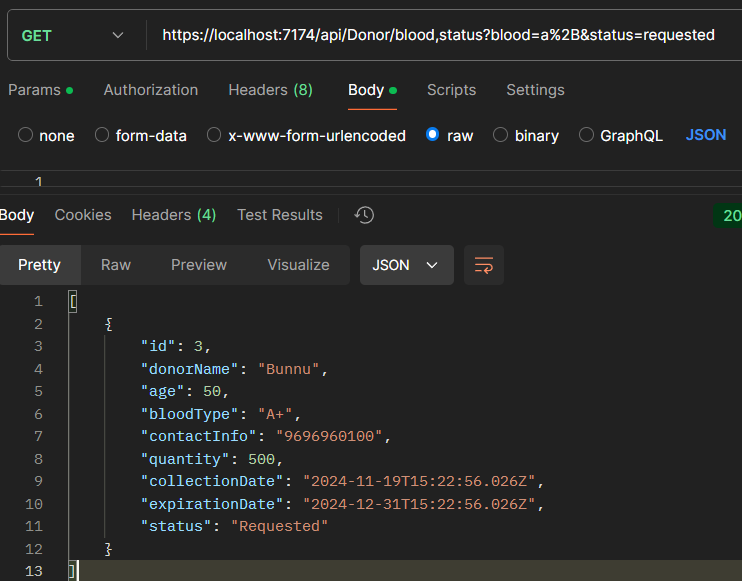 GET https://localhost:7174/api/Donor/blood,status?blood=a%2B&status=requested
Params Authorization Headers (8) Body Scripts Settings
none form-data x-www-form-urlencoded raw binary GraphQL JSON
1
Body Cookies Headers (4) Test Results 20
Pretty Raw Preview Visualize JSON
1 [
2 {
3 "id": 3,
4 "donorName": "Bunnu",
5 "age": 50,
6 "bloodType": "A+",
7 "contactInfo": "9696960100",
8 "quantity": 500,
9 "collectionDate": "2024-11-19T15:22:56.026Z",
10 "expirationDate": "2024-12-31T15:22:56.026Z",
11 "status": "Requested"
12 }
13 ]